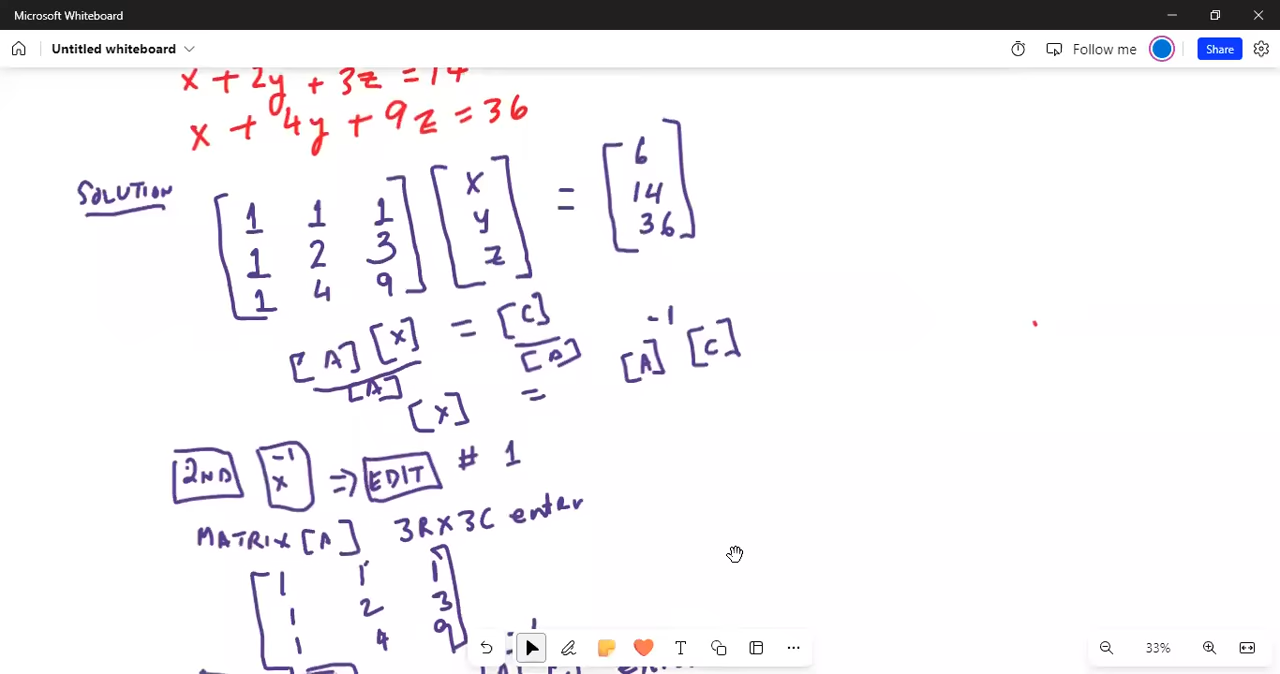 Microsoft Whiteboard
Untitled whiteboard
Follow me
Share
x + 2y + 3z = 14
x + 4y + 9z = 36
SOLUTION
[1 1 1] [x] = [6]
[1 2 3] [y] [14]
[1 4 9] [z] [36]
[A][X] = [C]
[A] [A]
[X] = [A]⁻¹ [C]
2ND x⁻¹ ⇒ EDIT # 1
MATRIX [A] 3R×3C enter
[1 1 1]
[1 2 3]
[1 4 9]
33%